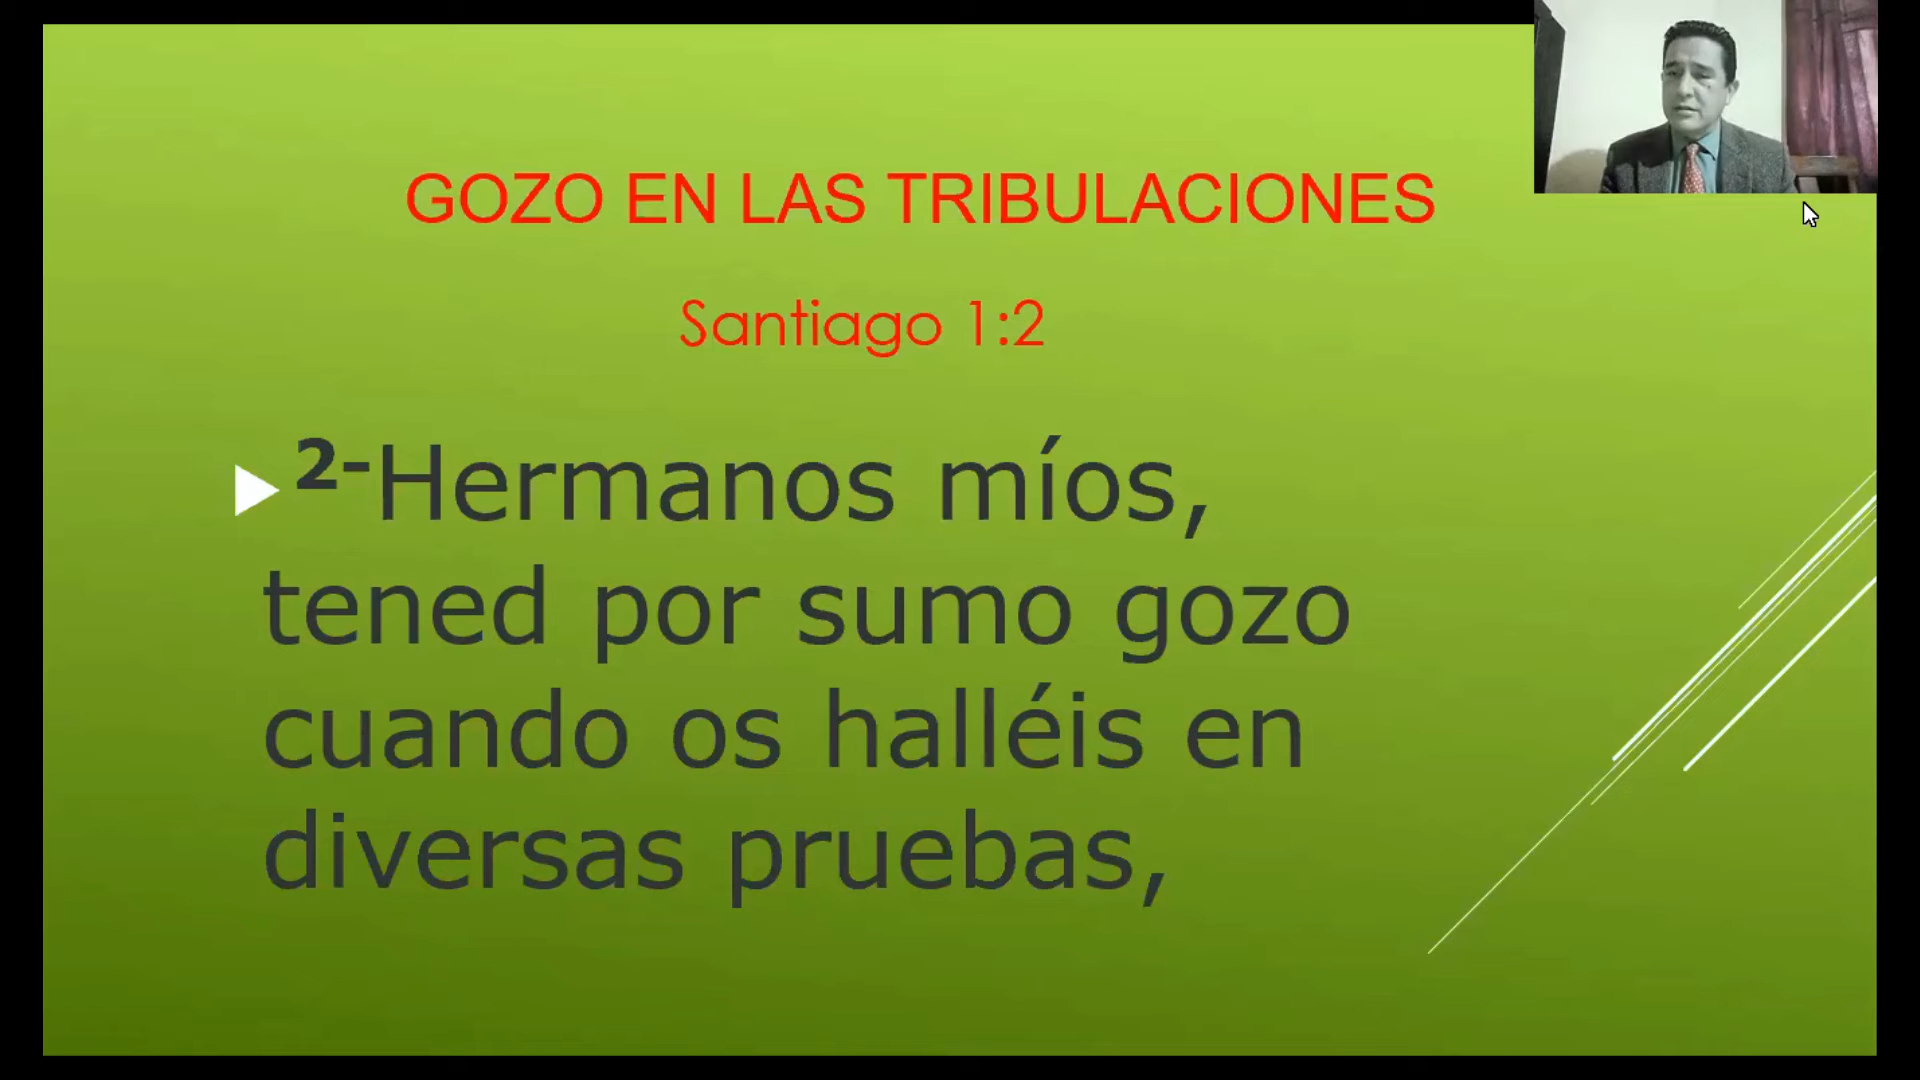 GOZO EN LAS TRIBULACIONES
Santiago 1:2
2-Hermanos míos,
tened por sumo gozo
cuando os halléis en
diversas pruebas,